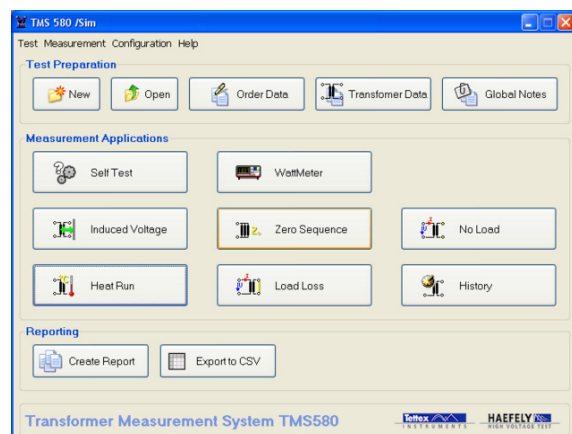 TMS 580 /Sim
Test Measurement Configuration Help
Test Preparation
New Open Order Data Transfomer Data Global Notes
Measurement Applications
Self Test WattMeter
Induced Voltage Zero Sequence No Load
Heat Run Load Loss History
Reporting
Create Report Export to CSV
Transformer Measurement System TMS580 Tettex INSTRUMENTS HAEFELY HIGH VOLTAGE TEST